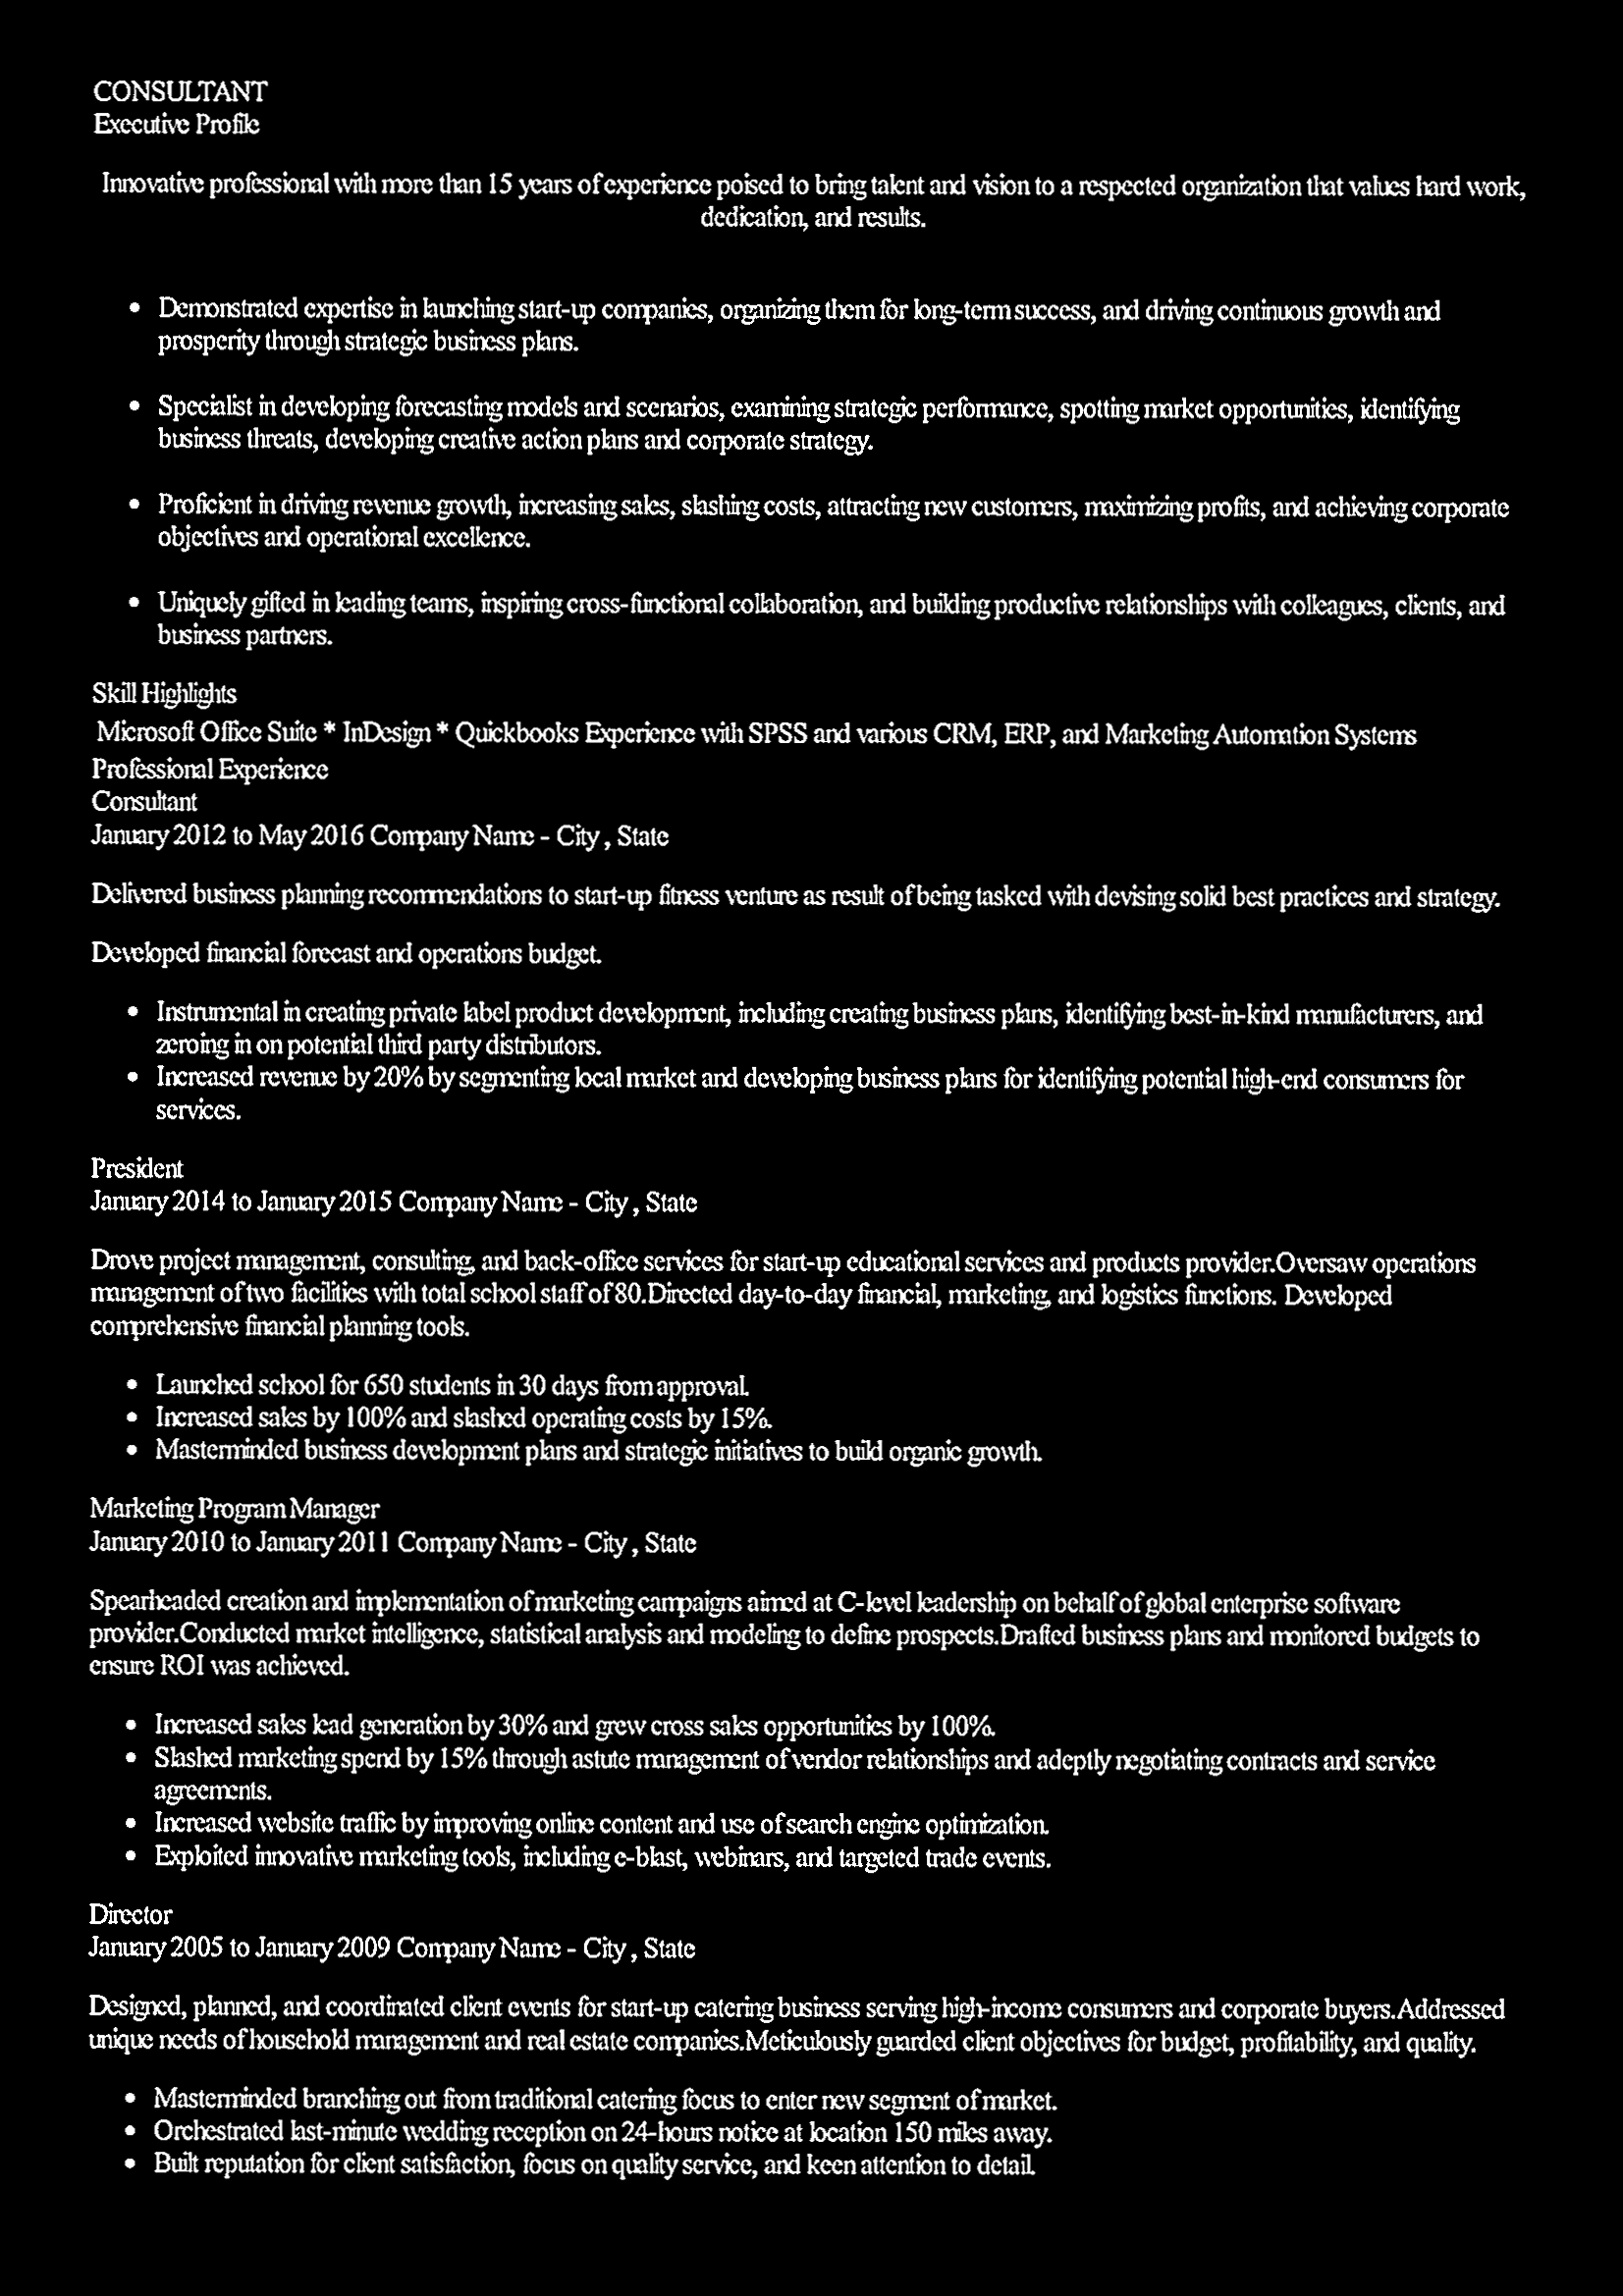 CONSULTANT
Executive Profile
Innovative professional with more than 15 years of experience poised to bring talent and vision to a respected organization that values hard work,
dedication, and results.
• Demonstrated expertise in launching start-up companies, organizing them for long-term success, and driving continuous growth and
prosperity through strategic business plans.
• Specialist in developing forecasting models and scenarios, examining strategic performance, spotting market opportunities, identifying
business threats, developing creative action plans and corporate strategy.
• Proficient in driving revenue growth, increasing sales, slashing costs, attracting new customers, maximizing profits, and achieving corporate
objectives and operational excellence.
• Uniquely gifted in leading teams, inspiring cross-functional collaboration, and building productive relationships with colleagues, clients, and
business partners.
Skill Highlights
Microsoft Office Suite * InDesign * Quickbooks Experience with SPSS and various CRM, ERP, and Marketing Automation Systems
Professional Experience
Consultant
January 2012 to May 2016 Company Name - City , State
Delivered business planning recommendations to start-up fitness venture as result of being tasked with devising solid best practices and strategy.
Developed financial forecast and operations budget.
• Instrumental in creating private label product development, including creating business plans, identifying best-in-kind manufacturers, and
zeroing in on potential third party distributors.
• Increased revenue by 20% by segmenting local market and developing business plans for identifying potential high-end consumers for
services.
President
January 2014 to January 2015 Company Name - City , State
Drove project management, consulting, and back-office services for start-up educational services and products provider.Oversaw operations
management of two facilities with total school staff of 80.Directed day-to-day financial, marketing, and logistics functions. Developed
comprehensive financial planning tools.
• Launched school for 650 students in 30 days from approval.
• Increased sales by 100% and slashed operating costs by 15%.
• Masterminded business development plans and strategic initiatives to build organic growth.
Marketing Program Manager
January 2010 to January 2011 Company Name - City , State
Spearheaded creation and implementation of marketing campaigns aimed at C-level leadership on behalf of global enterprise software
provider.Conducted market intelligence, statistical analysis and modeling to define prospects.Drafted business plans and monitored budgets to
ensure ROI was achieved.
• Increased sales lead generation by 30% and grew cross sales opportunities by 100%.
• Slashed marketing spend by 15% through astute management of vendor relationships and adeptly negotiating contracts and service
agreements.
• Increased website traffic by improving online content and use of search engine optimization.
• Exploited innovative marketing tools, including e-blast, webinars, and targeted trade events.
Director
January 2005 to January 2009 Company Name - City , State
Designed, planned, and coordinated client events for start-up catering business serving high-income consumers and corporate buyers.Addressed
unique needs of household management and real estate companies.Meticulously guarded client objectives for budget, profitability, and quality.
• Masterminded branching out from traditional catering focus to enter new segment of market.
• Orchestrated last-minute wedding reception on 24-hours notice at location 150 miles away.
• Built reputation for client satisfaction, focus on quality service, and keen attention to detail.